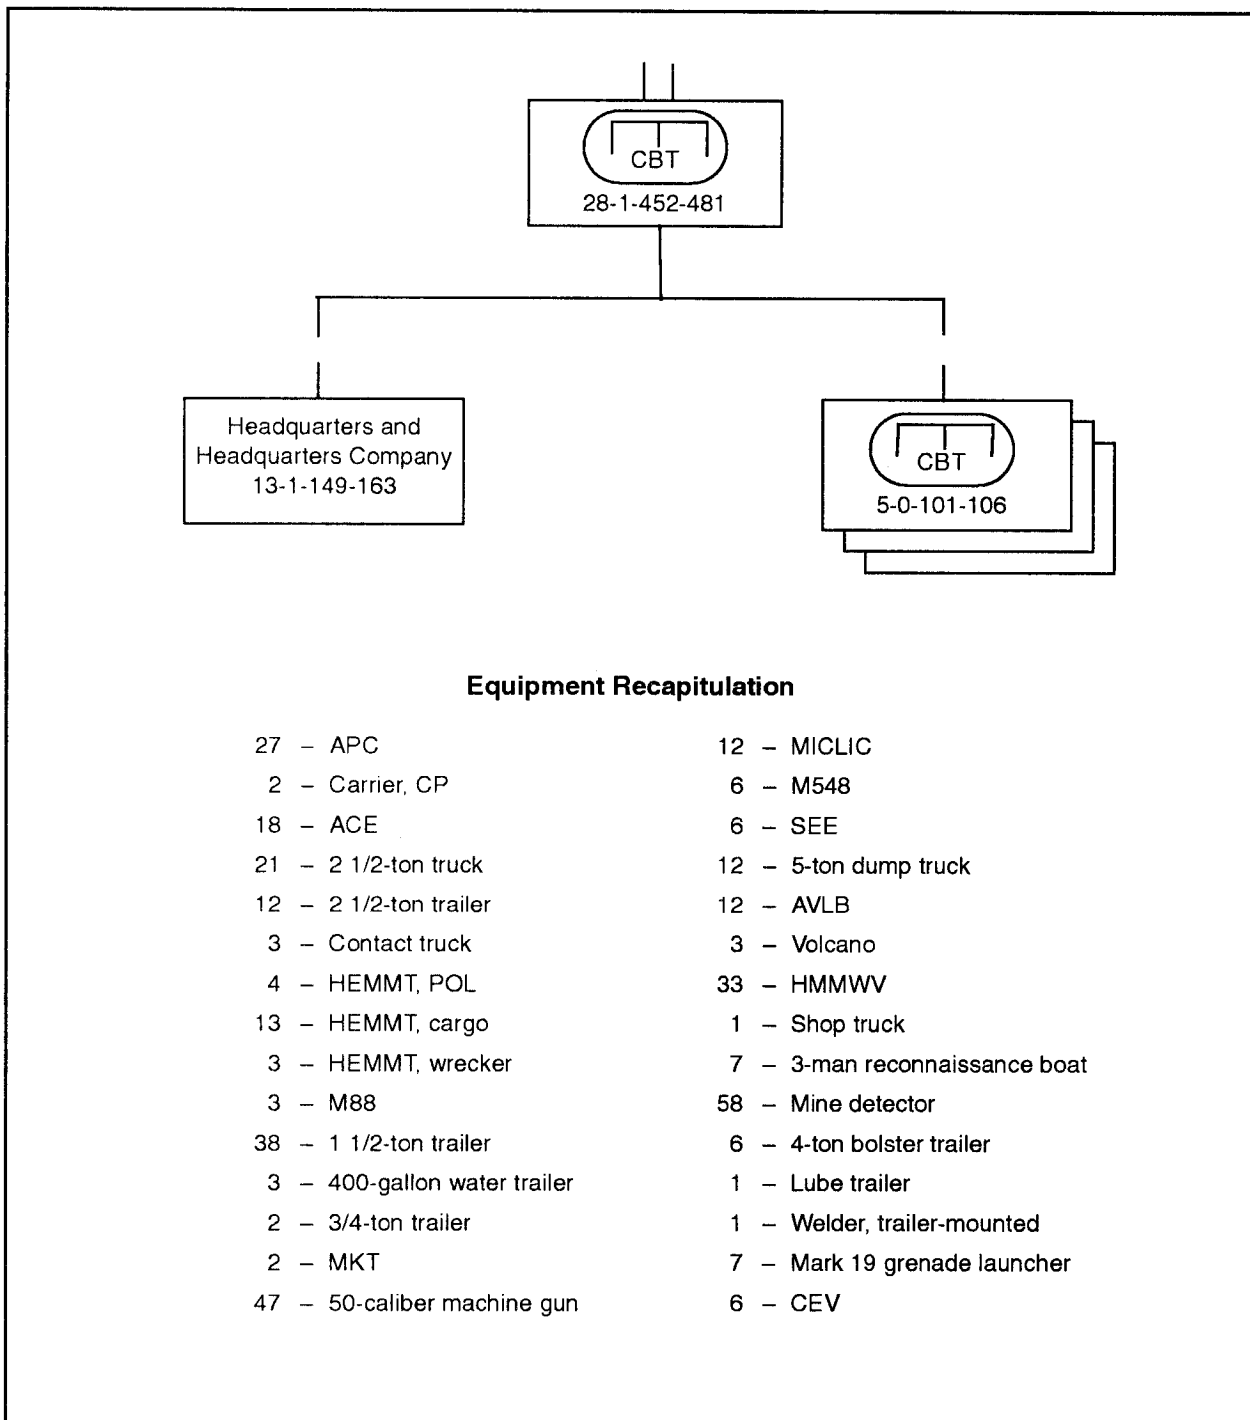 CBT
28-1-452-481
Headquarters and
Headquarters Company
13-1-149-163
CBT
5-0-101-106
Equipment Recapitulation
27 – APC
2 – Carrier, CP
18 – ACE
21 – 2 1/2-ton truck
12 – 2 1/2-ton trailer
3 – Contact truck
4 – HEMMT, POL
13 – HEMMT, cargo
3 – HEMMT, wrecker
3 – M88
38 – 1 1/2-ton trailer
3 – 400-gallon water trailer
2 – 3/4-ton trailer
2 – MKT
47 – 50-caliber machine gun
12 – MICLIC
6 – M548
6 – SEE
12 – 5-ton dump truck
12 – AVLB
3 – Volcano
33 – HMMWV
1 – Shop truck
7 – 3-man reconnaissance boat
58 – Mine detector
6 – 4-ton bolster trailer
1 – Lube trailer
1 – Welder, trailer-mounted
7 – Mark 19 grenade launcher
6 – CEV